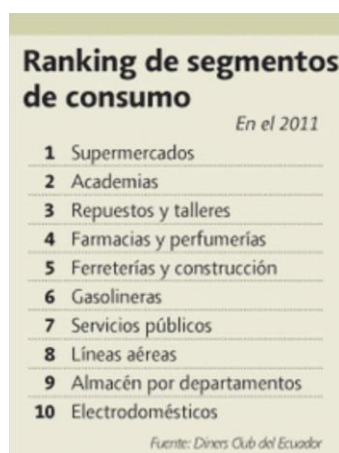 Ranking de segmentos
de consumo
En el 2011
1 Supermercados
2 Academias
3 Repuestos y talleres
4 Farmacias y perfumerías
5 Ferreterías y construcción
6 Gasolineras
7 Servicios públicos
8 Líneas aéreas
9 Almacén por departamentos
10 Electrodomésticos
Fuente: Diners Club del Ecuador